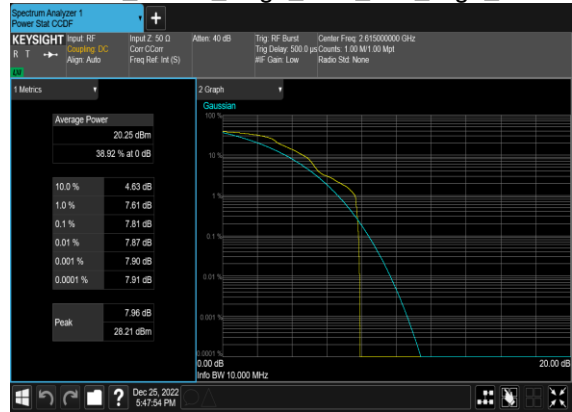 Spectrum Analyzer 1
Power Stat CCDF
+
KEYSIGHT
R T
Input: RF
Coupling: DC
Align: Auto
Input Z: 50 Ω
Corr CCorr
Freq Ref: Int (S)
Atten: 40 dB
Trig: RF Burst
Trig Delay: 500.0 µs
#IF Gain: Low
Center Freq: 2.615000000 GHz
Counts: 1.00 M/1.00 Mpt
Radio Std: None
1 Metrics
Average Power
20.25 dBm
38.92 % at 0 dB
10.0 % 4.63 dB
1.0 % 7.61 dB
0.1 % 7.81 dB
0.01 % 7.87 dB
0.001 % 7.90 dB
0.0001 % 7.91 dB
Peak
7.96 dB
28.21 dBm
2 Graph
Gaussian
100 %
10 %
1 %
0.1 %
0.01 %
0.001 %
0.0001 %
0.00 dB
20.00 dB
Info BW 10.000 MHz
?
Dec 25, 2022
5:47:54 PM